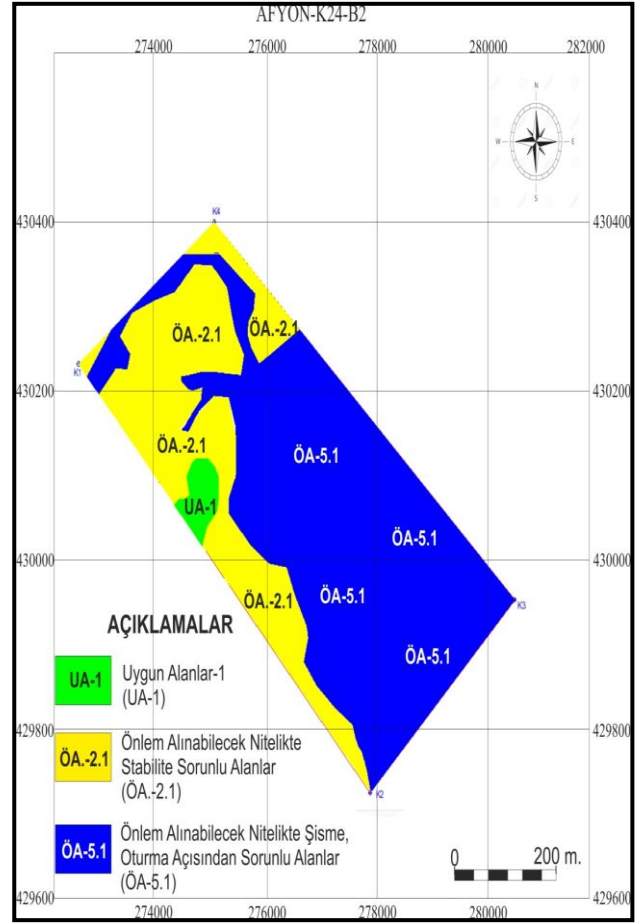 AFYON-K24-B2
274000 276000 278000 280000 282000
N
W E
S
430400 430400
K4
ÖA.-2.1
ÖA.-2.1
K1
430200 430200
ÖA.-2.1
ÖA-5.1
UA-1
ÖA-5.1
430000 430000
ÖA.-2.1
ÖA-5.1
K3
ÖA-5.1
AÇIKLAMALAR
UA-1
Uygun Alanlar-1
(UA-1)
429800 429800
ÖA.-2.1
Önlem Alınabilecek Nitelikte
Stabilite Sorunlu Alanlar
(ÖA.-2.1)
K2
ÖA-5.1
Önlem Alınabilecek Nitelikte Şişme,
Oturma Açısından Sorunlu Alanlar
(ÖA-5.1)
0 200 m.
429600 429600
274000 276000 278000 280000